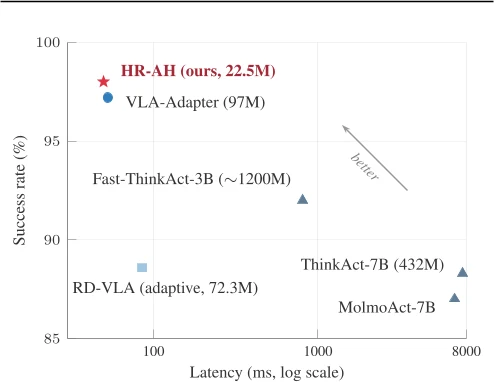 100
HR-AH (ours, 22.5M)
VLA-Adapter (97M)
95
better
Fast-ThinkAct-3B (∼1200M)
90
ThinkAct-7B (432M)
RD-VLA (adaptive, 72.3M)
MolmoAct-7B
85
100
1000
8000
Success rate (%)
Latency (ms, log scale)